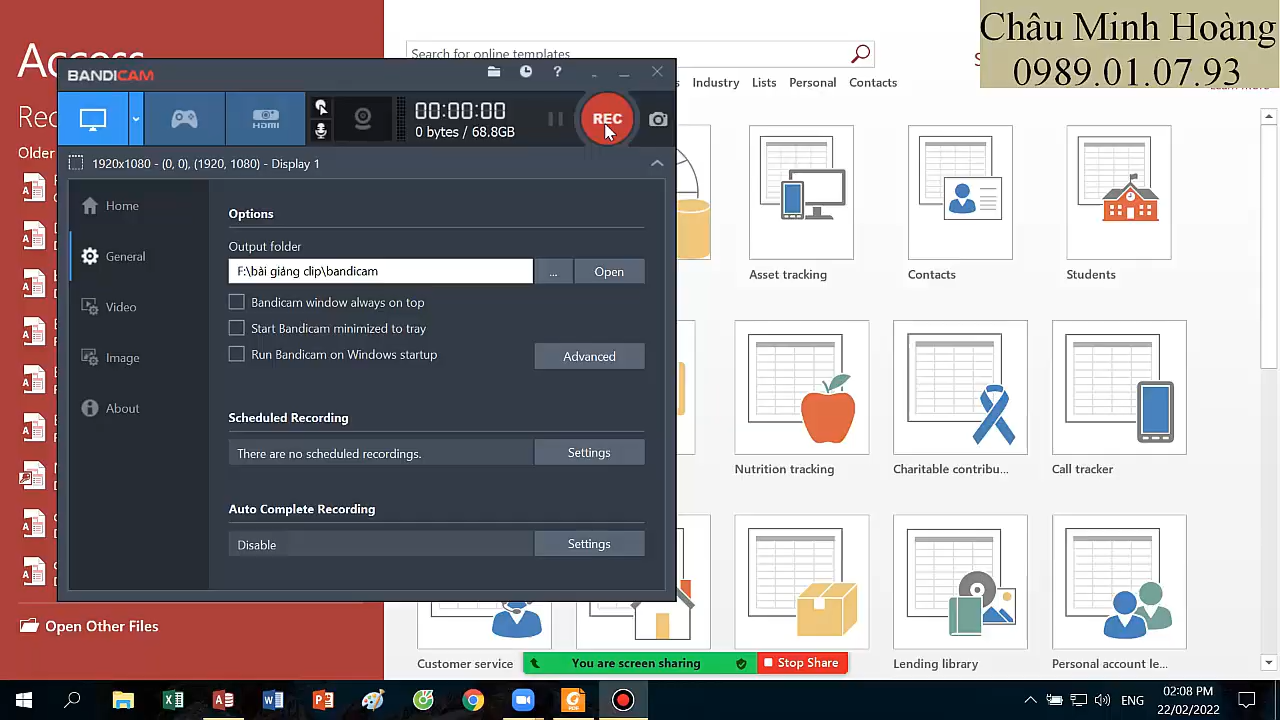 Châu Minh Hoàng
0989.01.07.93
Search for online templates
Industry
Lists
Personal
Contacts
BANDICAM
?
HDMI
00:00:00
0 bytes / 68.8GB
REC
1920x1080 - (0, 0), (1920, 1080) - Display 1
Home
General
Video
Image
About
Options
Output folder
F:\bài giảng clip\bandicam
...
Open
Bandicam window always on top
Start Bandicam minimized to tray
Run Bandicam on Windows startup
Advanced
Scheduled Recording
There are no scheduled recordings.
Settings
Auto Complete Recording
Disable
Settings
Older
Open Other Files
Asset tracking
Contacts
Students
Nutrition tracking
Charitable contribu...
Call tracker
Customer service
Lending library
Personal account le...
You are screen sharing
Stop Share
ENG
02:08 PM
22/02/2022